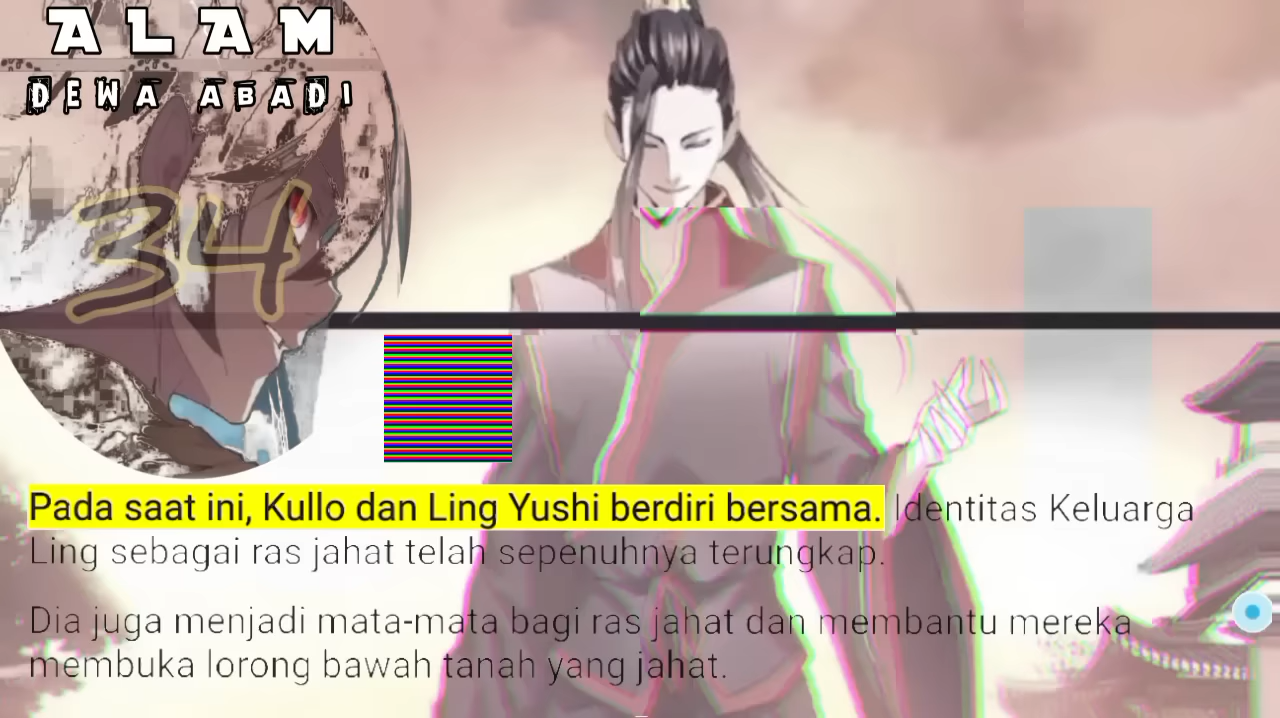 ALAM
DEWA ABADI
34
Pada saat ini, Kullo dan Ling Yushi berdiri bersama. Identitas Keluarga
Ling sebagai ras jahat telah sepenuhnya terungkap.
Dia juga menjadi mata-mata bagi ras jahat dan membantu mereka
membuka lorong bawah tanah yang jahat.